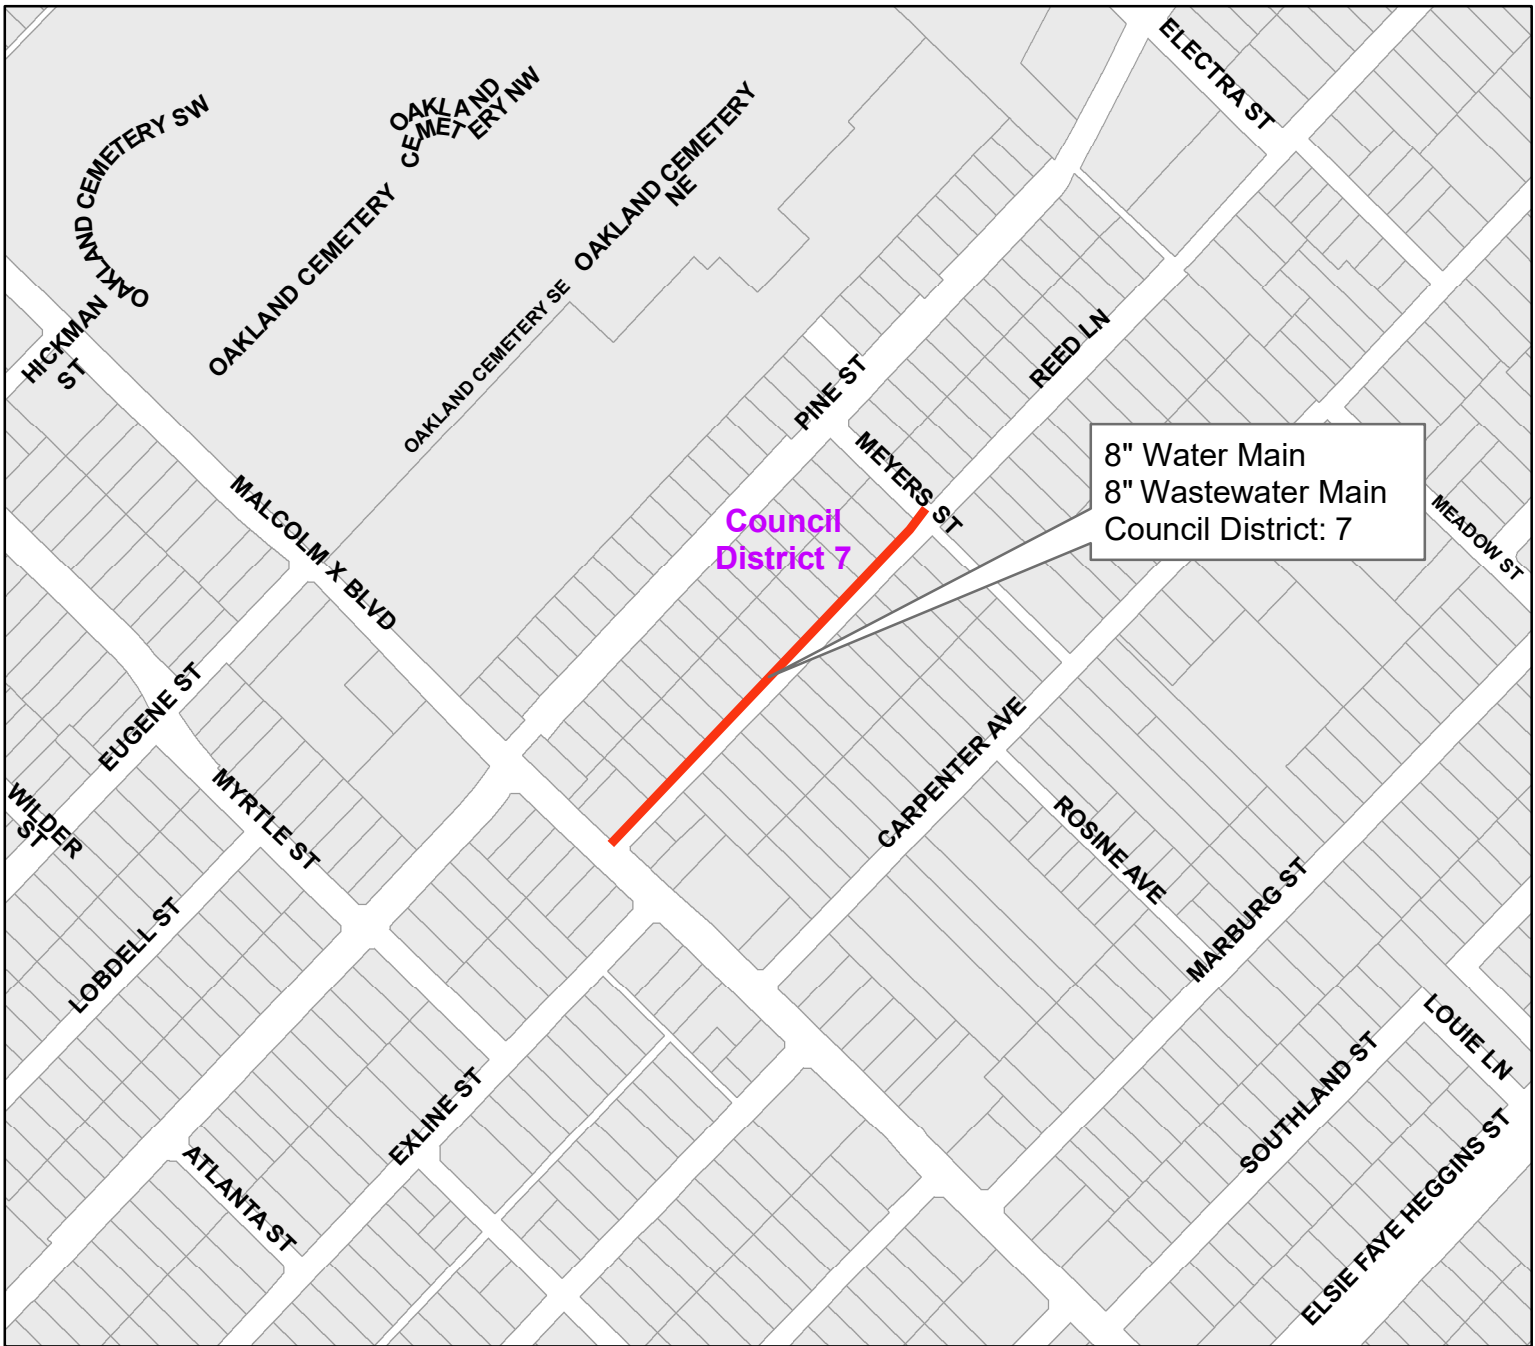 ELECTRA ST
OAKLAND CEMETERY SW
OAKLAND
CEMETERY NW
OAKLAND CEMETERY
NE
OAKLAND CEMETERY
OAKLAND CEMETERY SE
HICKMAN
ST
REED LN
PINE ST
MEYERS ST
8" Water Main
8" Wastewater Main
Council District: 7
MEADOW ST
MALCOLM X BLVD
Council
District 7
EUGENE ST
CARPENTER AVE
WILDER
ST
MYRTLE ST
ROSINE AVE
MARBURG ST
LOBDELL ST
LOUIE LN
SOUTHLAND ST
EXLINE ST
ATLANTA ST
ELSIE FAYE HEGGINS ST